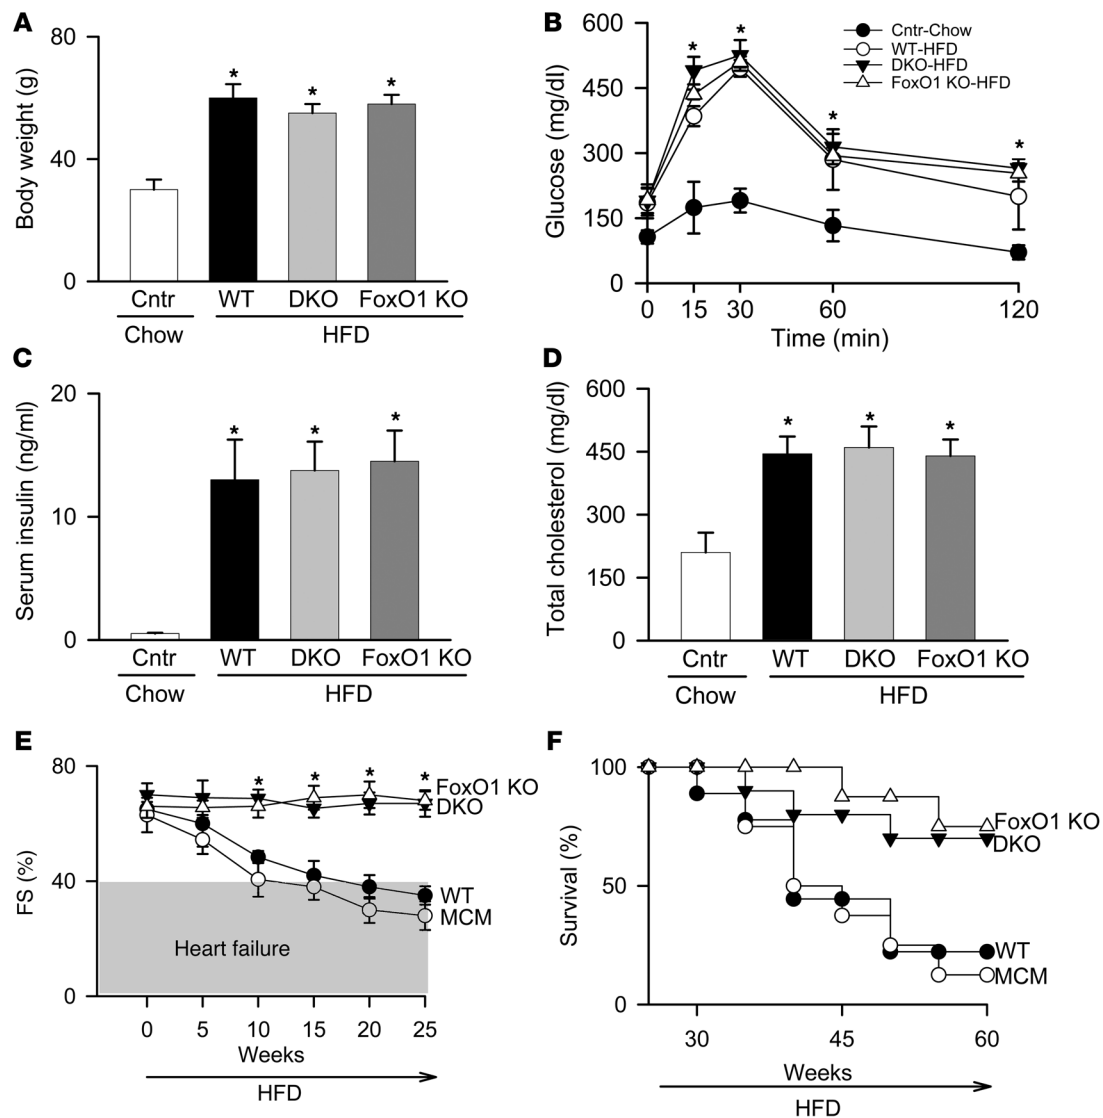 A
Body weight (g)
80
40
0
*
*
*
Cntr WT DKO FoxO1 KO
Chow HFD
B
Glucose (mg/dl)
600
450
300
150
0
Cntr-Chow
WT-HFD
DKO-HFD
FoxO1 KO-HFD
*
*
*
*
0 15 30 60 120
Time (min)
C
Serum insulin (ng/ml)
20
10
0
*
*
*
Cntr WT DKO FoxO1 KO
Chow HFD
D
Total cholesterol (mg/dl)
600
450
300
150
0
*
*
*
Cntr WT DKO FoxO1 KO
Chow HFD
E
FS (%)
80
40
0
* * * *
FoxO1 KO
DKO
WT
MCM
Heart failure
0 5 10 15 20 25
Weeks
HFD
F
Survival (%)
100
50
0
FoxO1 KO
DKO
WT
MCM
30 45 60
Weeks
HFD